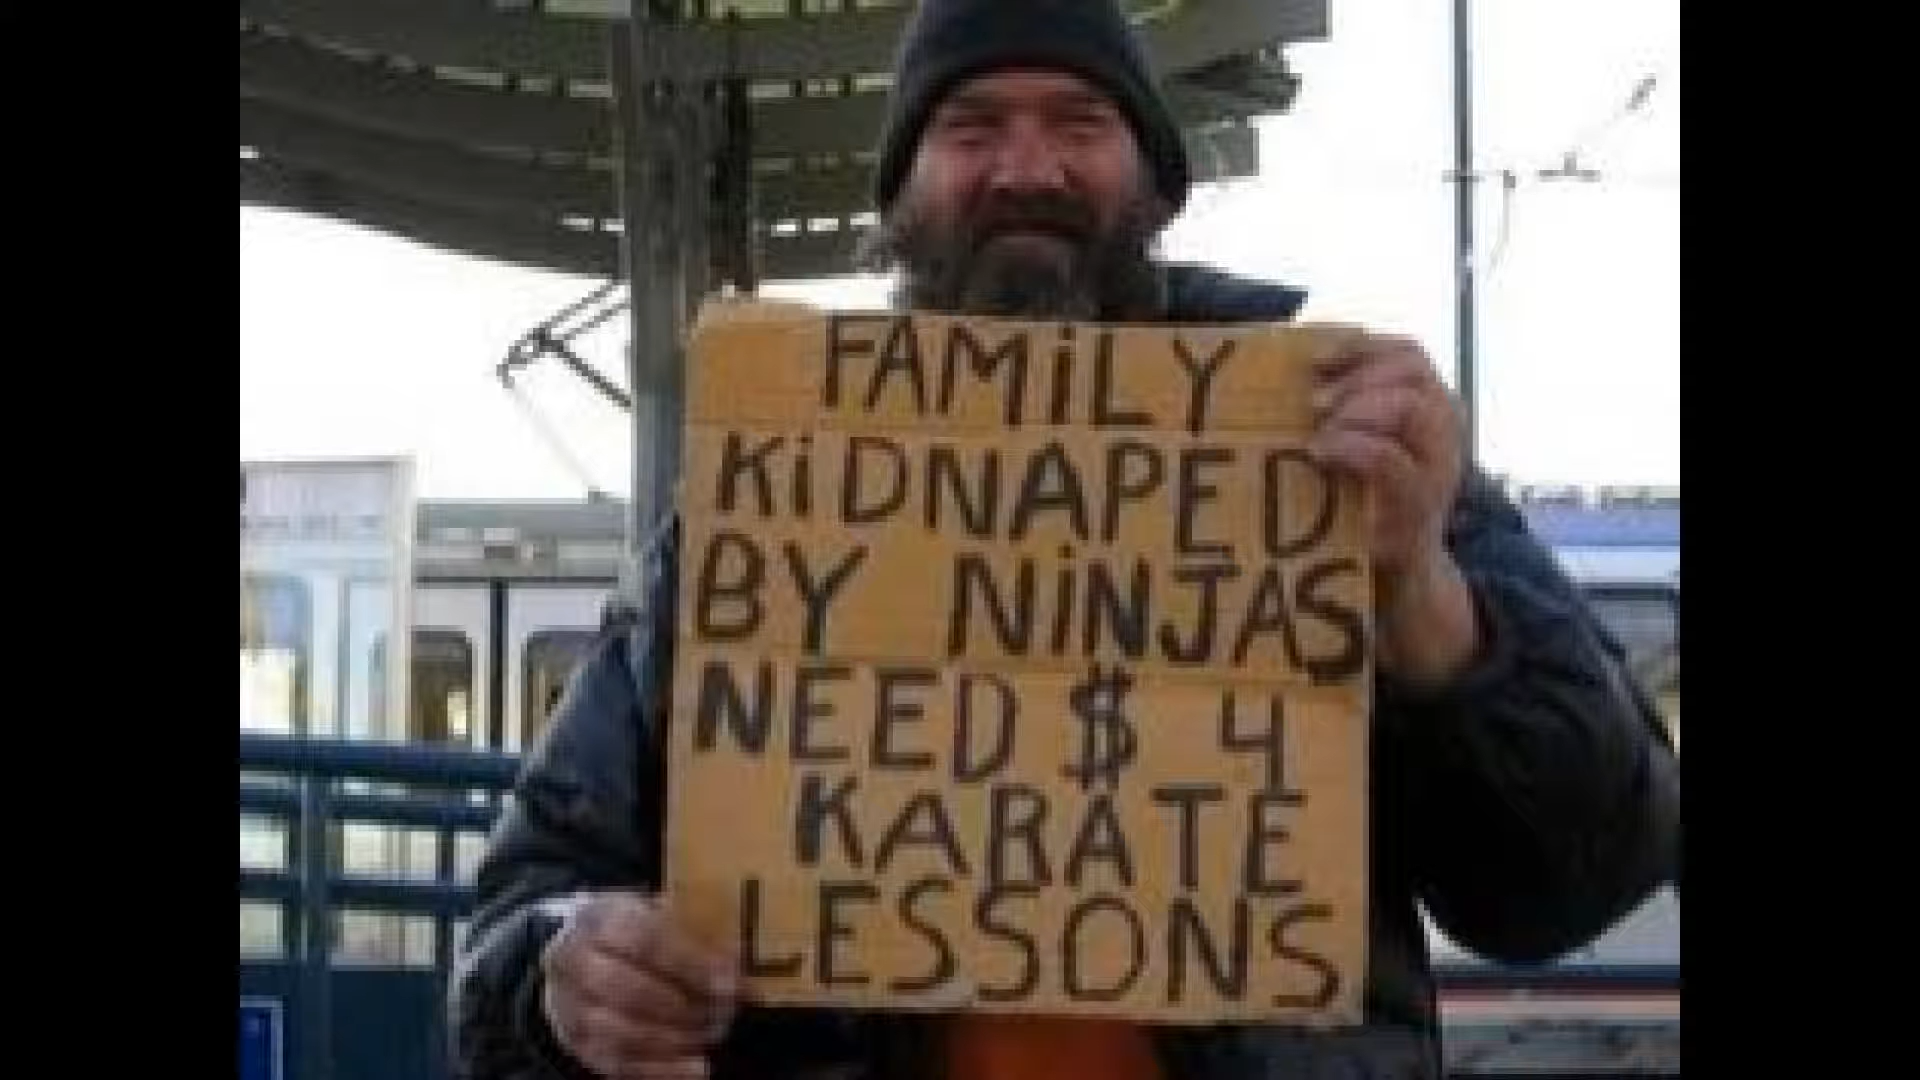 FAMiLY
KiDNAPED
BY NiNJAS
NEED $ 4
KARATE
LESSONS